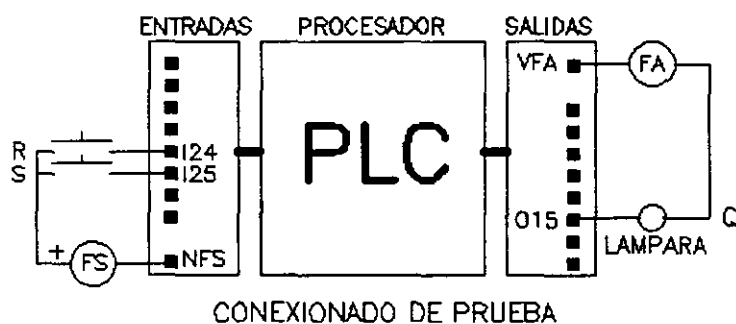 ENTRADAS PROCESADOR SALIDAS
VFA FA
PLC
R I24
S I25
O15 Q
LAMPARA
+ FS NFS
CONEXIONADO DE PRUEBA